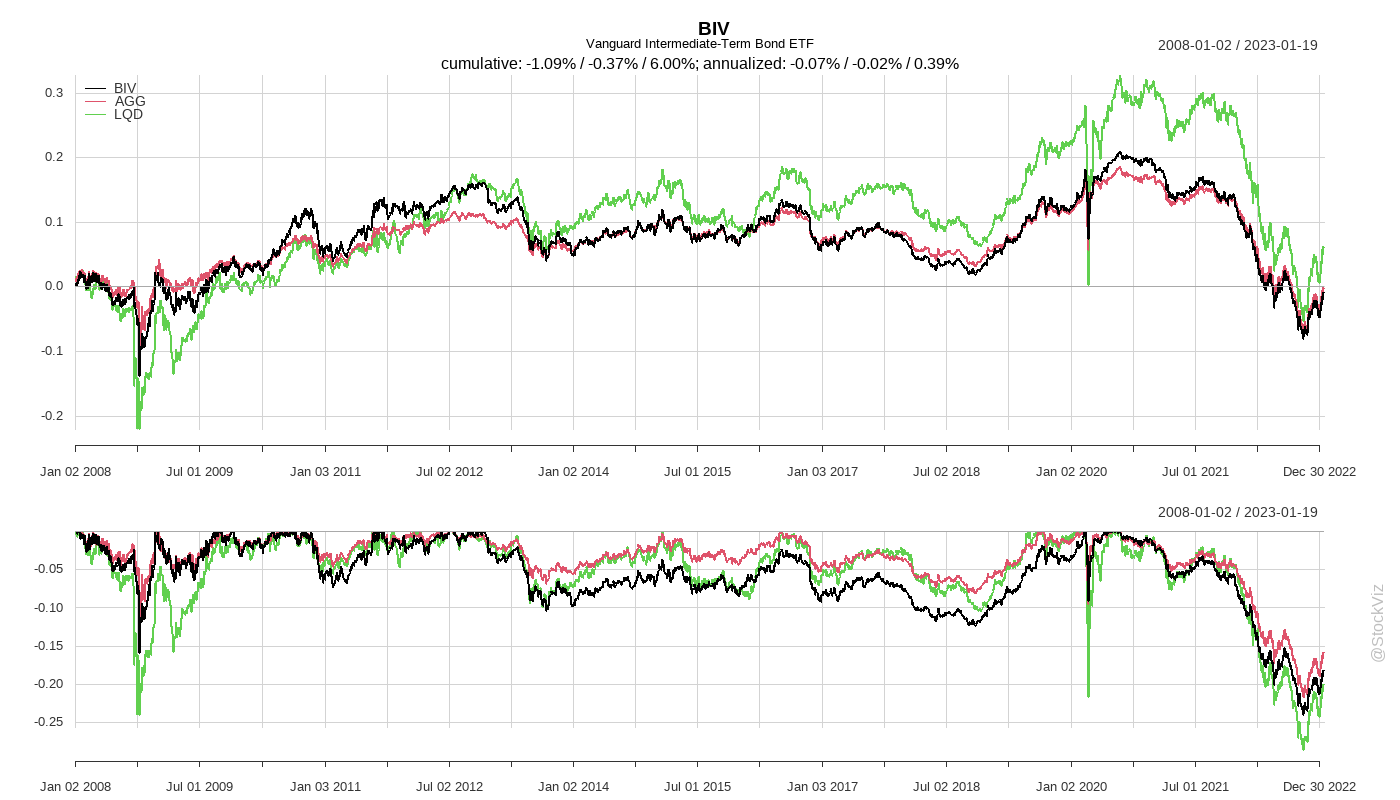 BIV
Vanguard Intermediate-Term Bond ETF
2008-01-02 / 2023-01-19
cumulative: -1.09% / -0.37% / 6.00%; annualized: -0.07% / -0.02% / 0.39%
BIV
AGG
LQD
0.3
0.2
0.1
0.0
-0.1
-0.2
Jan 02 2008 Jul 01 2009 Jan 03 2011 Jul 02 2012 Jan 02 2014 Jul 01 2015 Jan 03 2017 Jul 02 2018 Jan 02 2020 Jul 01 2021 Dec 30 2022
2008-01-02 / 2023-01-19
-0.05
-0.10
-0.15
-0.20
-0.25
Jan 02 2008 Jul 01 2009 Jan 03 2011 Jul 02 2012 Jan 02 2014 Jul 01 2015 Jan 03 2017 Jul 02 2018 Jan 02 2020 Jul 01 2021 Dec 30 2022
@StockViz